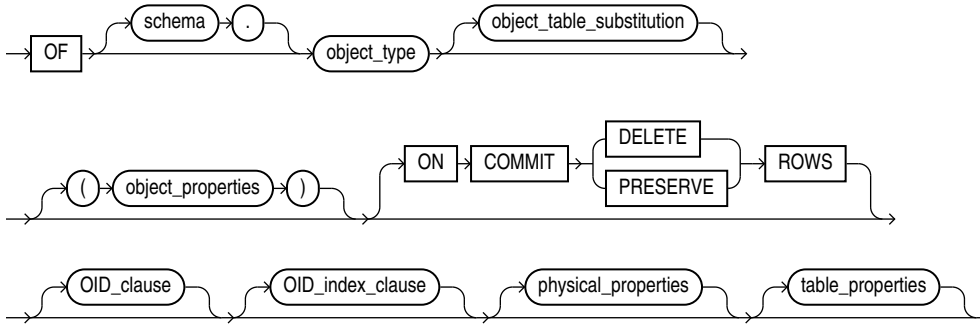 schema .
OF object_type object_table_substitution
( object_properties ) ON COMMIT DELETE PRESERVE ROWS
OID_clause OID_index_clause physical_properties table_properties